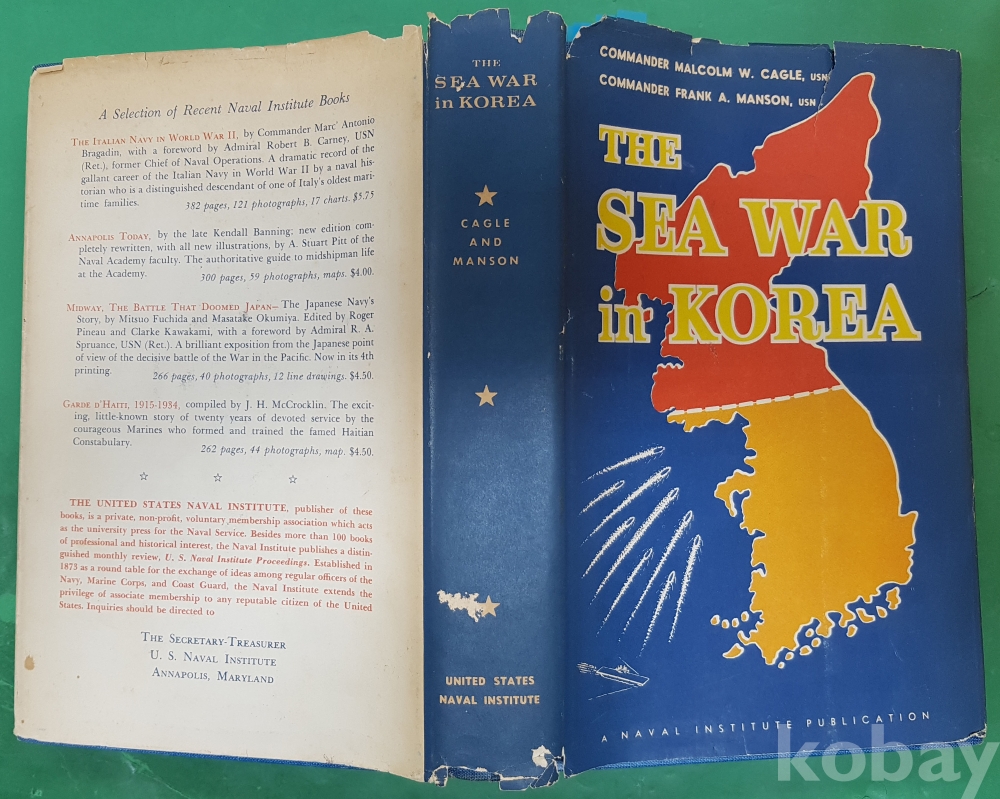 A Selection of Recent Naval Institute Books
THE ITALIAN NAVY IN WORLD WAR II, by Commander Marc' Antonio
Bragadin, with a foreword by Admiral Robert B. Carney, USN
(Ret.), former Chief of Naval Operations. A dramatic record of the
gallant career of the Italian Navy in World War II by a naval his-
torian who is a distinguished descendant of one of Italy's oldest mari-
time families.
382 pages, 121 photographs, 17 charts. $5.75
ANNAPOLIS TODAY, by the late Kendall Banning: new edition com-
pletely rewritten, with all new illustrations, by A. Stuart Pitt of the
Naval Academy faculty. The authoritative guide to midshipman life
at the Academy.
300 pages, 59 photographs, maps. $4.00.
MIDWAY, THE BATTLE THAT DOOMED JAPAN— The Japanese Navy's
Story, by Mitsuo Fuchida and Masatake Okumiya. Edited by Roger
Pineau and Clarke Kawakami, with a foreword by Admiral R. A.
Spruance, USN (Ret.). A brilliant exposition from the Japanese point
of view of the decisive battle of the War in the Pacific. Now in its 4th
printing.
266 pages, 40 photographs, 12 line drawings. $4.50.
GARDE D'HAITI, 1915-1934, compiled by J. H. McCrocklin. The excit-
ing, little-known story of twenty years of devoted service by the
courageous Marines who formed and trained the famed Haitian
Constabulary.
262 pages, 44 photographs, map. $4.50.
THE UNITED STATES NAVAL INSTITUTE, publisher of these
books, is a private, non-profit, voluntary membership association which acts
as the university press for the Naval Service. Besides more than 100 books
of professional and historical interest, the Naval Institute publishes a distin-
guished monthly review, U. S. Naval Institute Proceedings. Established in
1873 as a round table for the exchange of ideas among regular officers of the
Navy, Marine Corps, and Coast Guard, the Naval Institute extends the
privilege of associate membership to any reputable citizen of the United
States. Inquiries should be directed to
THE SECRETARY-TREASURER
U. S. NAVAL INSTITUTE
ANNAPOLIS, MARYLAND
THE
SEA WAR
in KOREA
CAGLE
AND
MANSON
UNITED STATES
NAVAL INSTITUTE
COMMANDER MALCOLM W. CAGLE, USN
COMMANDER FRANK A. MANSON, USN
THE
SEA WAR
in KOREA
A NAVAL INSTITUTE PUBLICATION
kobay